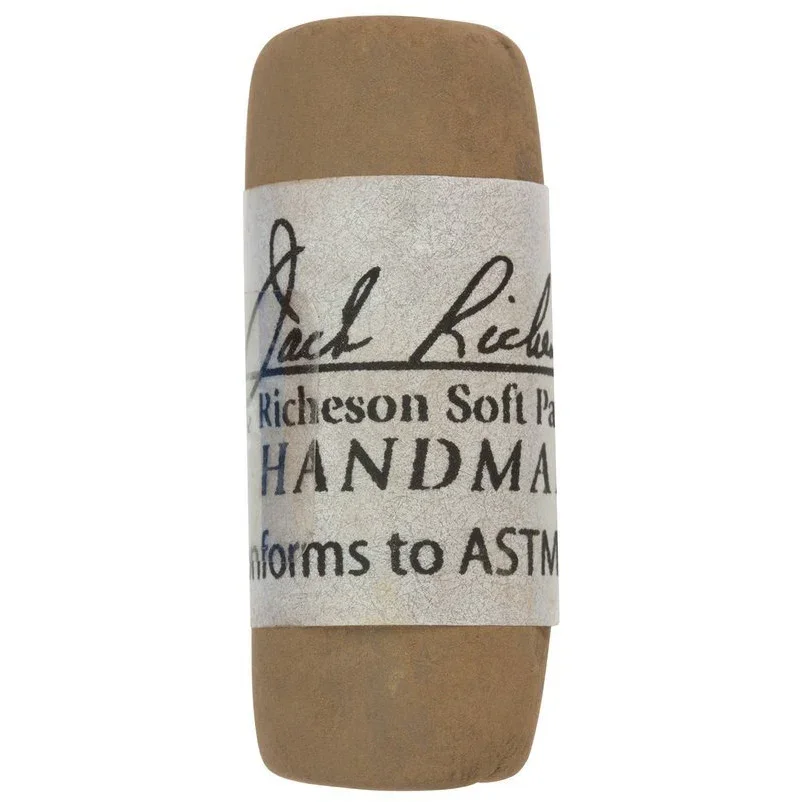 Jack Riche
Richeson Soft Pa
HANDMA
nforms to ASTM